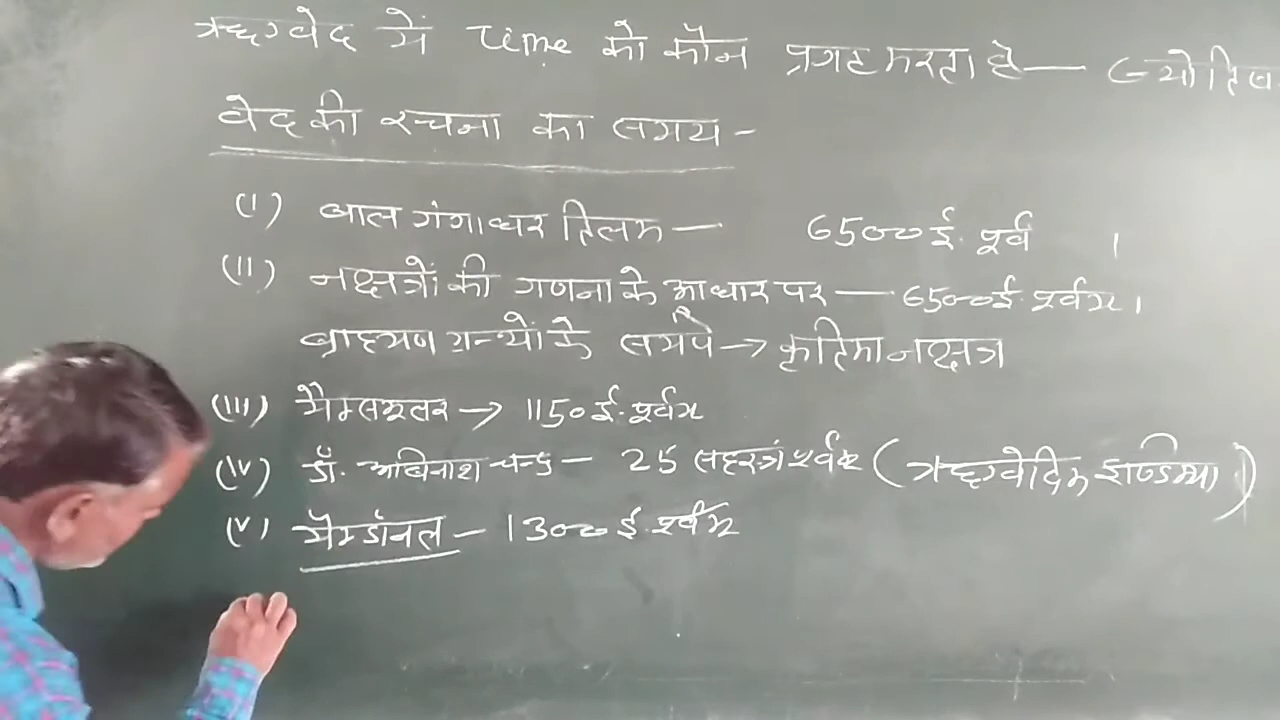 ऋग्वेद में Time को कौन प्रगट करता है — ज्योतिष
वेद की रचना का समय -
(I) बाल गंगाधर तिलक — 6500 ई. पूर्व ।
(II) नक्षत्रों की गणना के आधार पर — 6500 ई. पूर्व ।
ब्राह्मण ग्रन्थों के समय में → कृतिका नक्षत्र
(III) मैक्समूलर → 1150 ई. पूर्व
(IV) डॉ. अविनाश चन्द्र — 25 सहस्त्र पूर्व (ऋग्वेदिक इण्डिया)
(V) मैक्डॉनल — 1300 ई. पूर्व